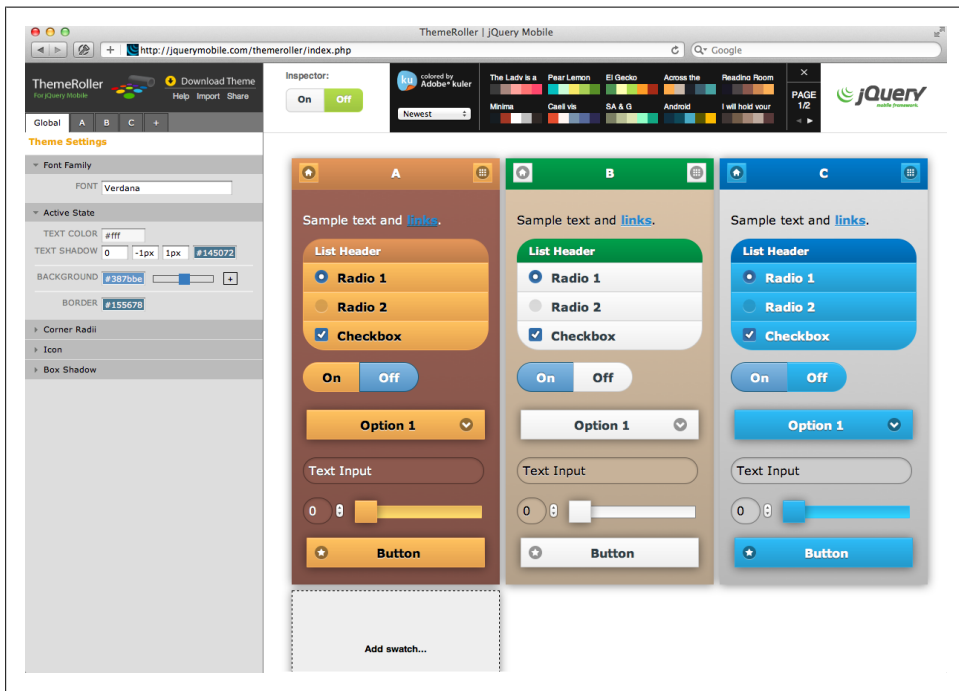 ThemeRoller | jQuery Mobile
http://jquerymobile.com/themeroller/index.php
Google
ThemeRoller
For jQuery Mobile
Download Theme
Help Import Share
Inspector:
On Off
ku
colored by
Adobe® kuler
Newest
The Lady is a Pear Lemon El Gecko Across the Reading Room
Minima Caeli vis SA & G Android I will hold your
×
PAGE
1/2
jQuery
mobile framework
Global A B C +
Theme Settings
Font Family
FONT Verdana
Active State
TEXT COLOR #fff
TEXT SHADOW 0 -1px 1px #145072
BACKGROUND #387bbe +
BORDER #155678
Corner Radii
Icon
Box Shadow
A
Sample text and links.
List Header
Radio 1
Radio 2
Checkbox
On Off
Option 1
Text Input
0
Button
B
Sample text and links.
List Header
Radio 1
Radio 2
Checkbox
On Off
Option 1
Text Input
0
Button
C
Sample text and links.
List Header
Radio 1
Radio 2
Checkbox
On Off
Option 1
Text Input
0
Button
Add swatch...